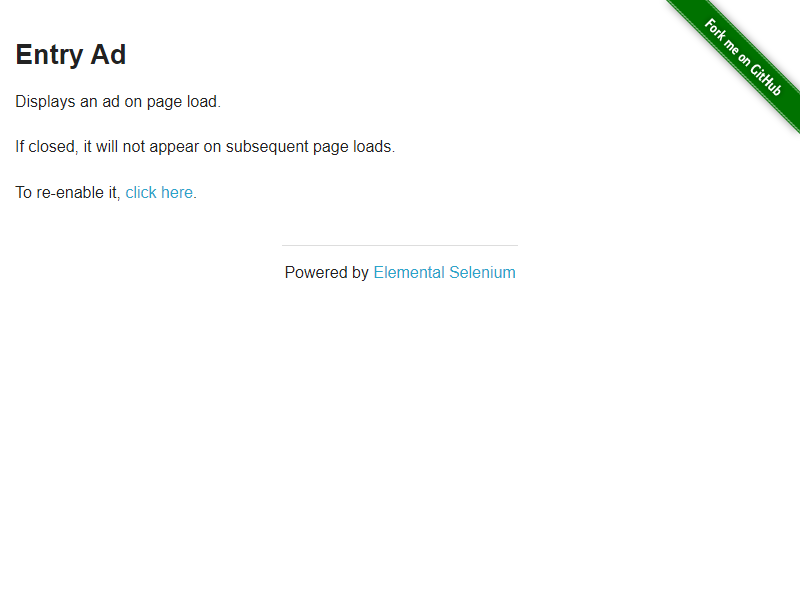 Fork me on GitHub
Entry Ad
Displays an ad on page load.
If closed, it will not appear on subsequent page loads.
To re-enable it, click here.
Powered by Elemental Selenium